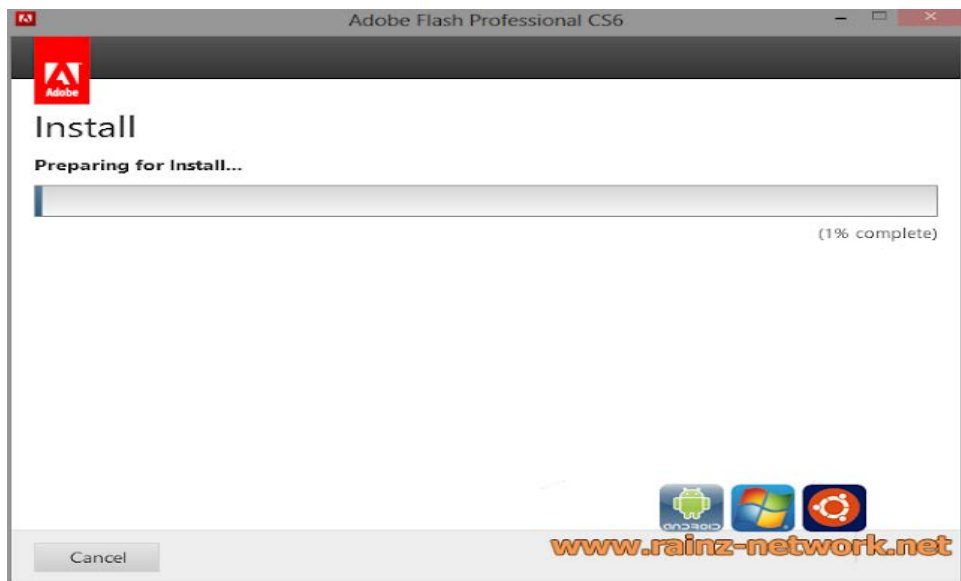 Adobe Flash Professional CS6
Adobe
Install
Preparing for Install...
(1% complete)
ANDROID
www.rainz-network.net
Cancel